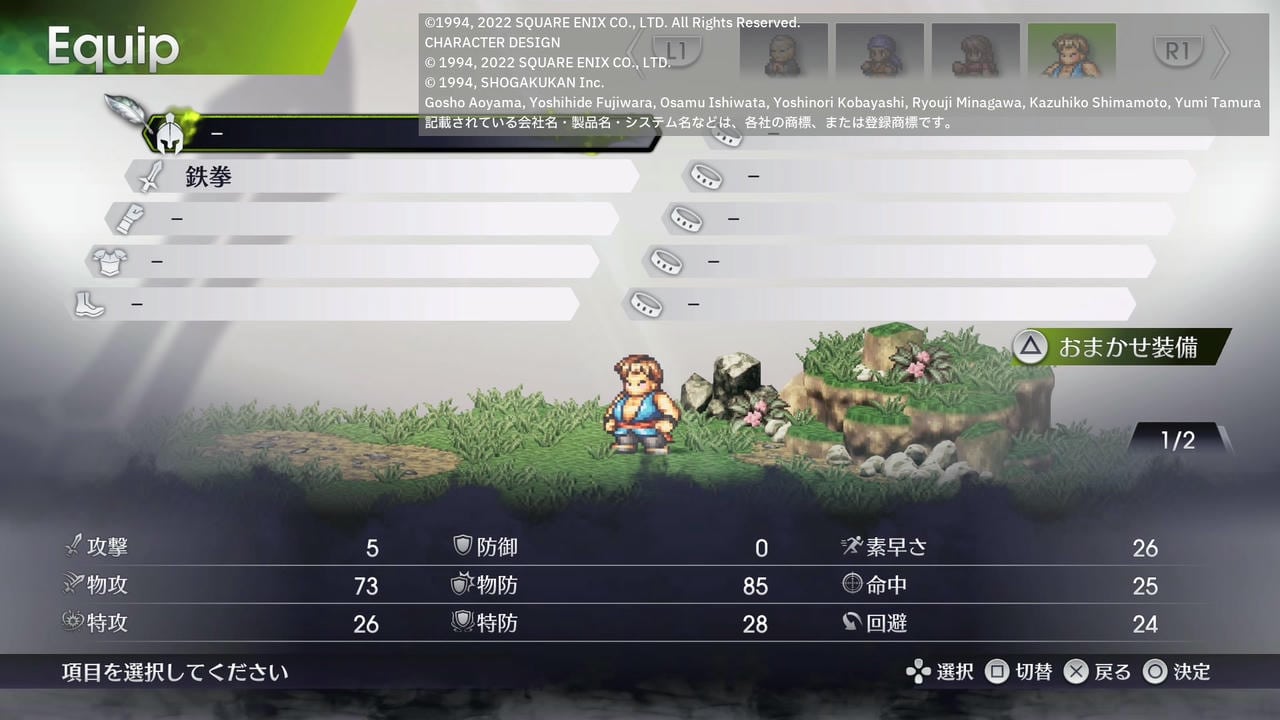 Equip
©1994, 2022 SQUARE ENIX CO., LTD. All Rights Reserved.
CHARACTER DESIGN
© 1994, 2022 SQUARE ENIX CO., LTD.
© 1994, SHOGAKUKAN Inc.
Gosho Aoyama, Yoshihide Fujiwara, Osamu Ishiwata, Yoshinori Kobayashi, Ryouji Minagawa, Kazuhiko Shimamoto, Yumi Tamura
記載されている会社名・製品名・システム名などは、各社の商標、または登録商標です。
L1 R1
– –
鉄拳 –
– –
– –
– –
おまかせ装備
1/2
攻撃 5 防御 0 素早さ 26
物攻 73 物防 85 命中 25
特攻 26 特防 28 回避 24
項目を選択してください 選択 切替 戻る 決定